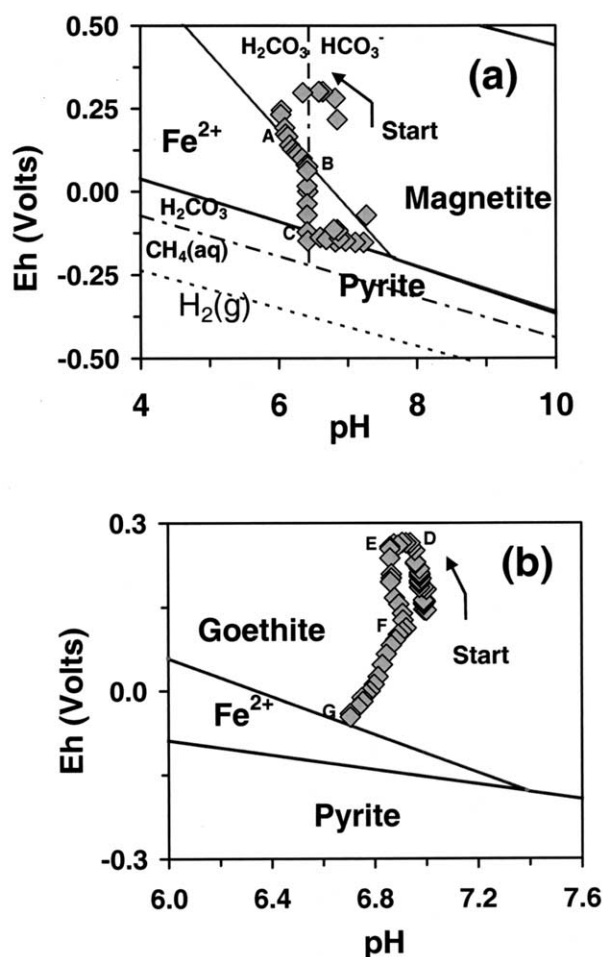 0.50
H₂CO₃ HCO₃⁻
(a)
0.25
Start
Fe²⁺
A
B
0.00
Magnetite
H₂CO₃
C
-0.25
CH₄(aq)
Pyrite
H₂(g)
-0.50
4 6 8 10
Eh (Volts)
pH
0.3
E D
(b)
Goethite
F
Start
0.0
Fe²⁺
G
Pyrite
-0.3
6.0 6.4 6.8 7.2 7.6
Eh (Volts)
pH